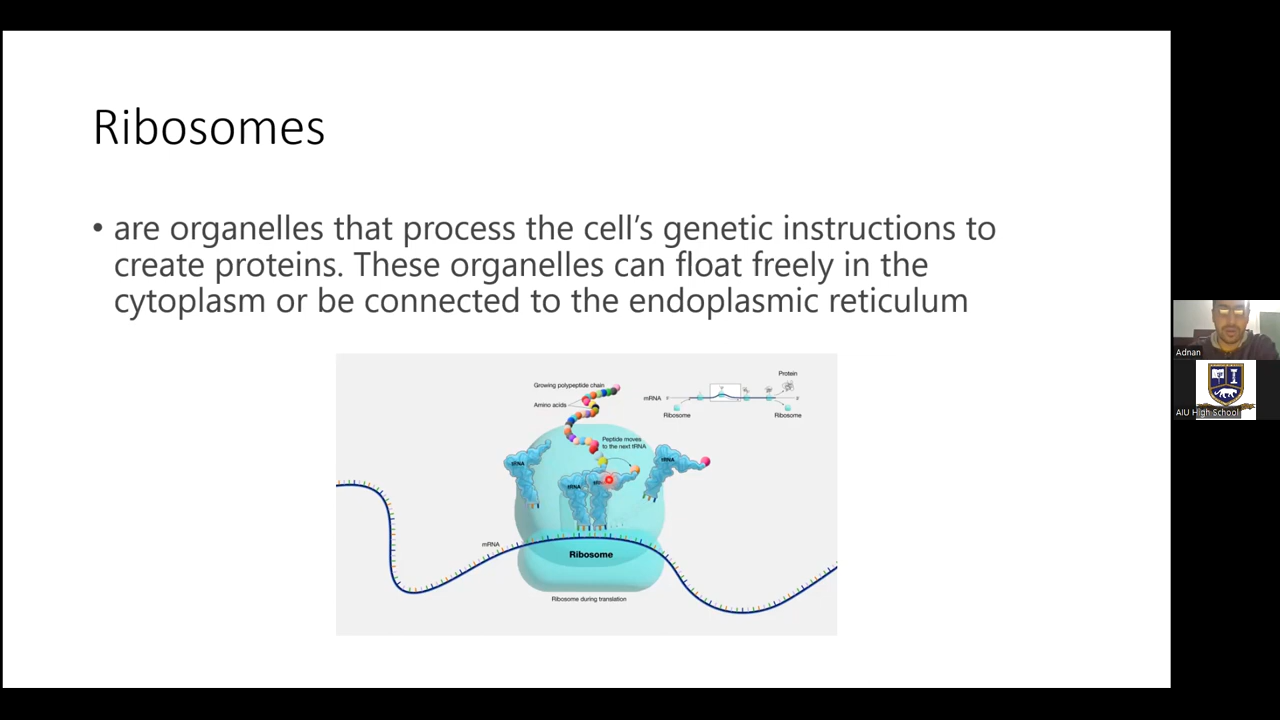 Ribosomes
• are organelles that process the cell’s genetic instructions to
create proteins. These organelles can float freely in the
cytoplasm or be connected to the endoplasmic reticulum
Growing polypeptide chain
Amino acids
Peptide moves
to the next tRNA
Protein
mRNA
Ribosome
Ribosome
tRNA
tRNA
tRNA
mRNA
Ribosome
Ribosome during translation
Adnan
AIU High School